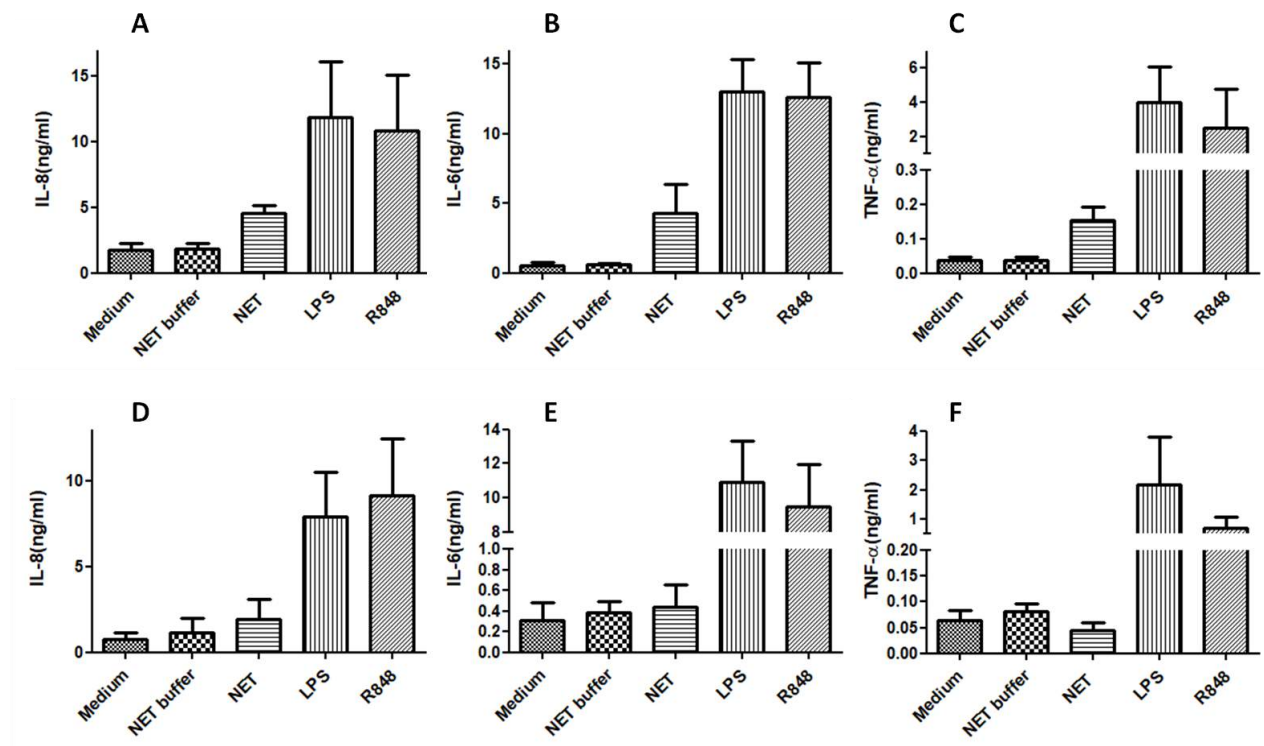 A
IL-8(ng/ml)
15
10
5
0
Medium
NET buffer
NET
LPS
R848
B
IL-6(ng/ml)
15
10
5
0
Medium
NET buffer
NET
LPS
R848
C
TNF-α(ng/ml)
6
4
2
0.3
0.2
0.1
0.0
Medium
NET buffer
NET
LPS
R848
D
IL-8(ng/ml)
10
5
0
Medium
NET buffer
NET
LPS
R848
E
IL-6(ng/ml)
14
12
10
8
1.0
0.8
0.6
0.4
0.2
0.0
Medium
NET buffer
NET
LPS
R848
F
TNF-α(ng/ml)
4
3
2
1
0.20
0.15
0.10
0.05
0.00
Medium
NET buffer
NET
LPS
R848